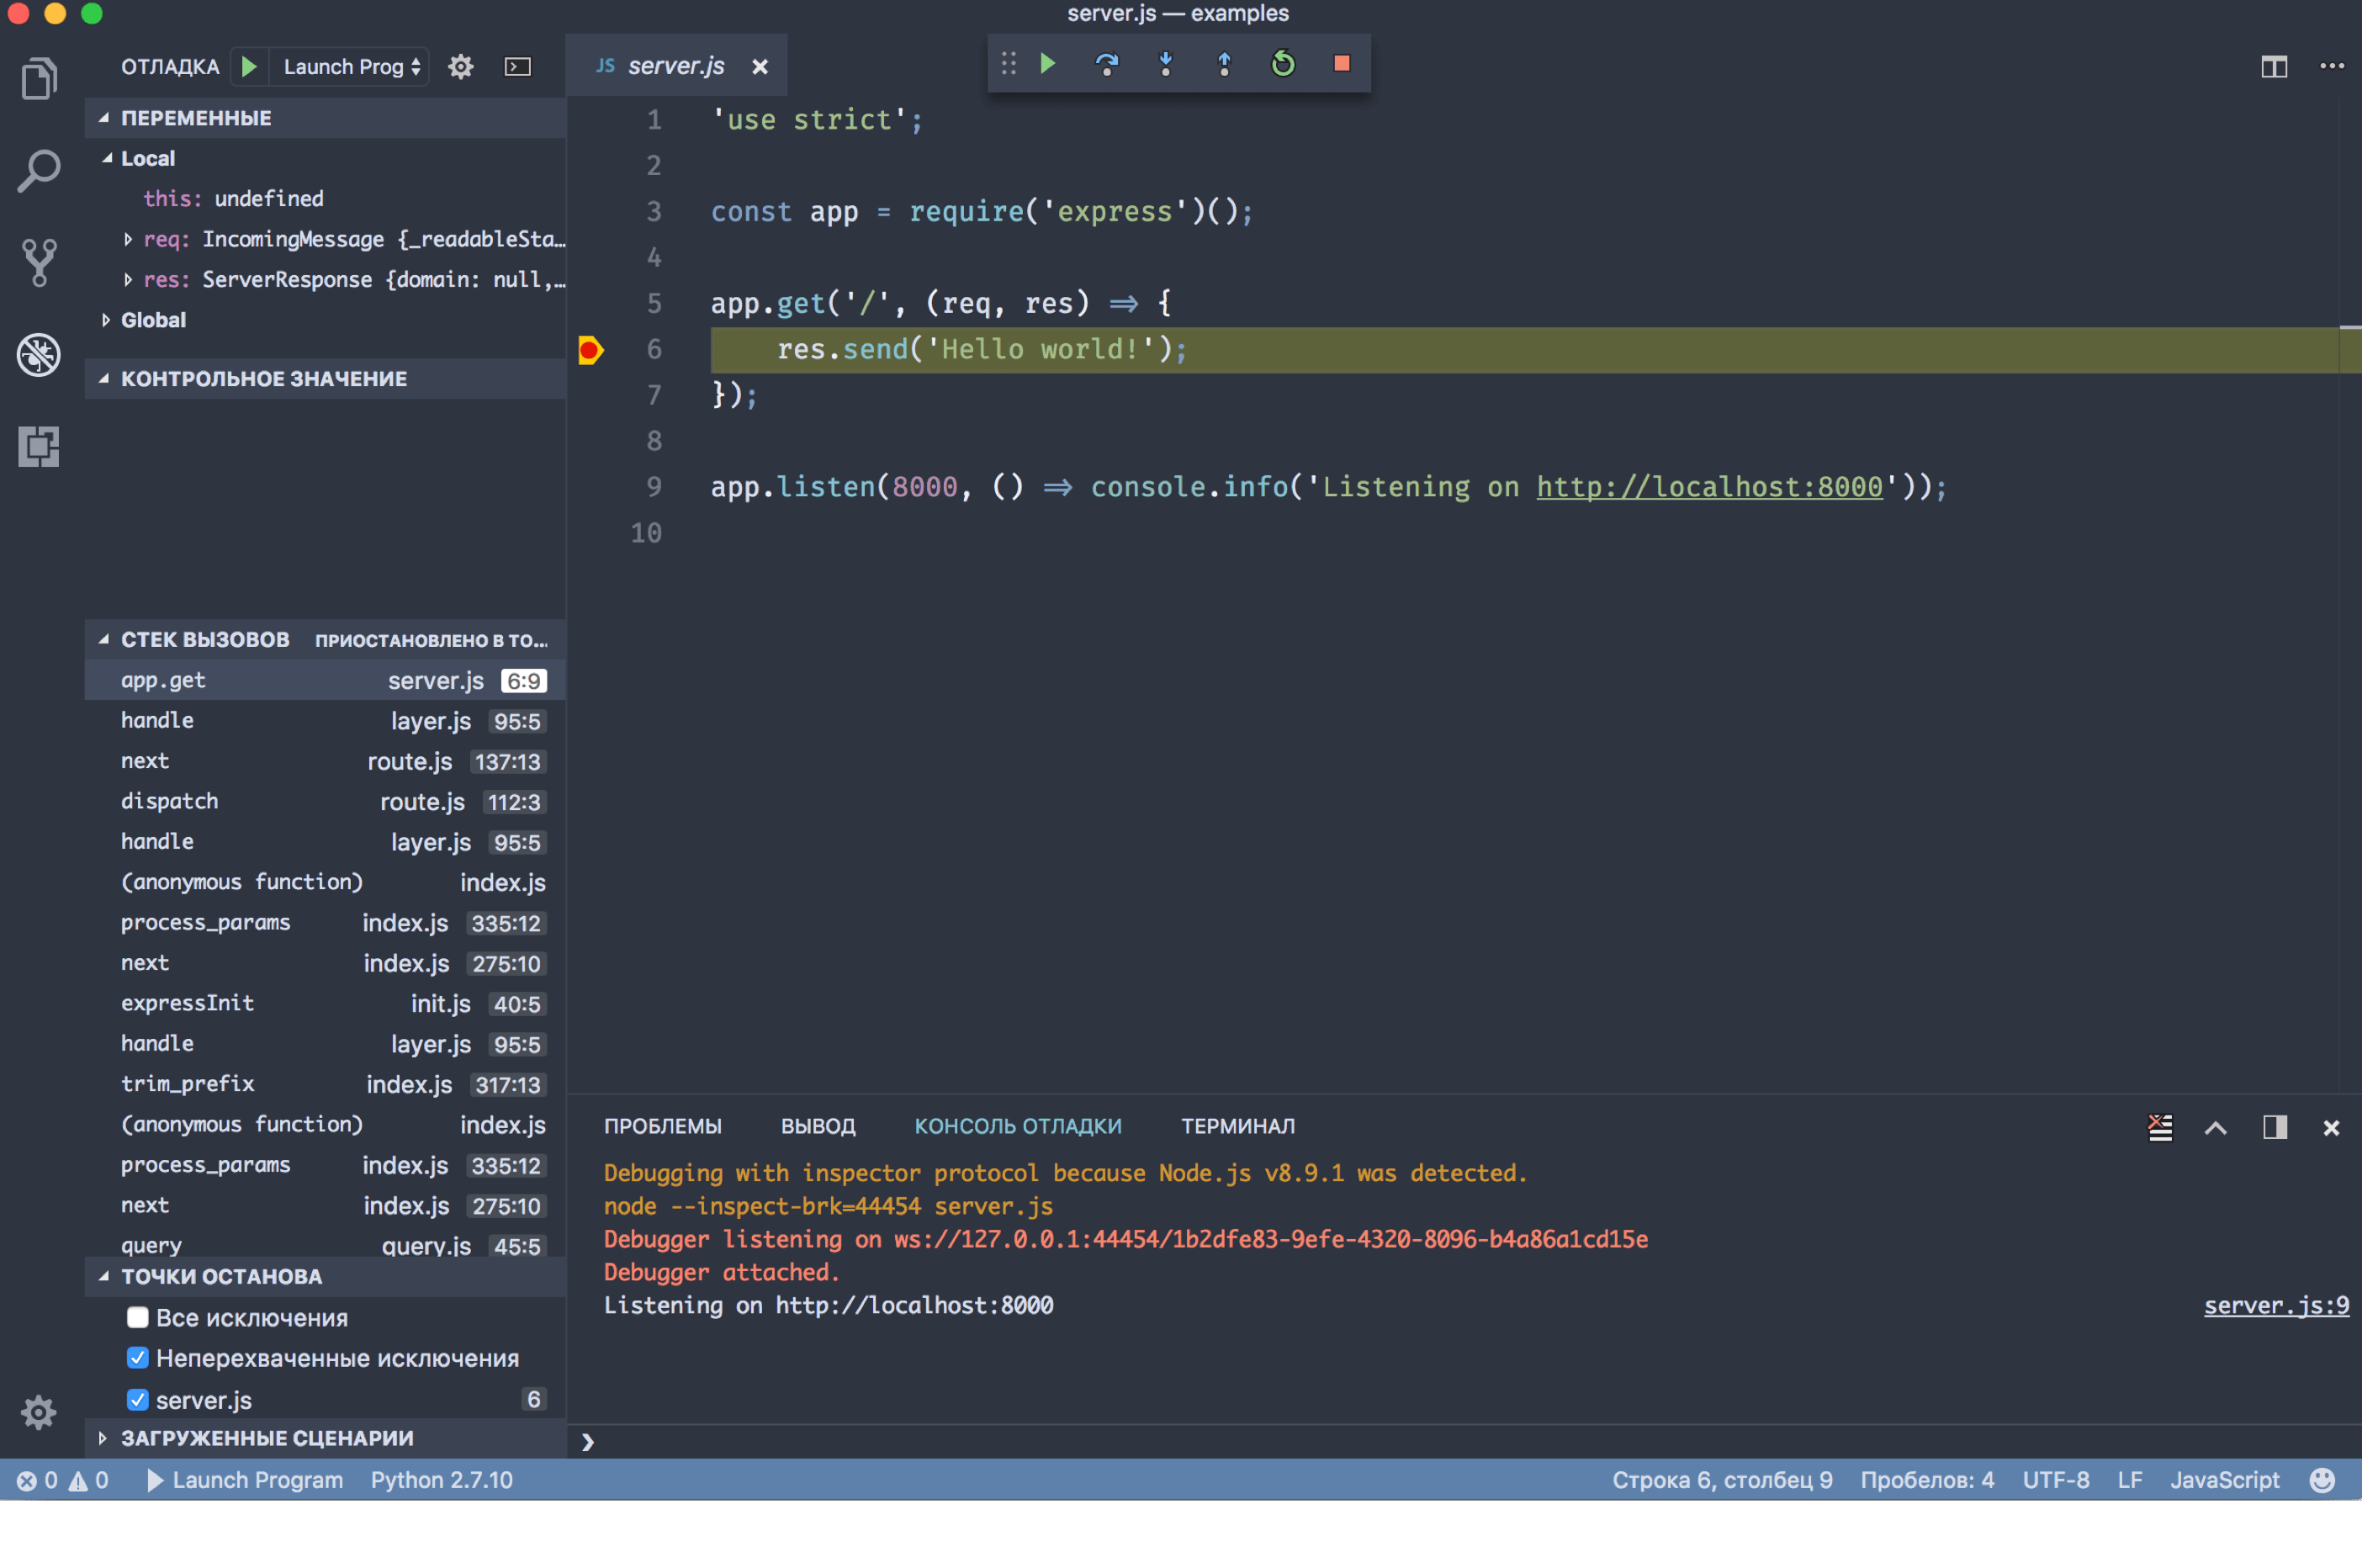 server.js — examples
ОТЛАДКА
Launch Prog
ПЕРЕМЕННЫЕ
Local
this: undefined
req: IncomingMessage {_readableSta…
res: ServerResponse {domain: null,…
Global
КОНТРОЛЬНОЕ ЗНАЧЕНИЕ
СТЕК ВЫЗОВОВ ПРИОСТАНОВЛЕНО В ТО…
app.get server.js 6:9
handle layer.js 95:5
next route.js 137:13
dispatch route.js 112:3
handle layer.js 95:5
(anonymous function) index.js
process_params index.js 335:12
next index.js 275:10
expressInit init.js 40:5
handle layer.js 95:5
trim_prefix index.js 317:13
(anonymous function) index.js
process_params index.js 335:12
next index.js 275:10
query query.js 45:5
ТОЧКИ ОСТАНОВА
Все исключения
Неперехваченные исключения
server.js 6
ЗАГРУЖЕННЫЕ СЦЕНАРИИ
JS server.js
1 'use strict';
2
3 const app = require('express')();
4
5 app.get('/', (req, res) => {
6 res.send('Hello world!');
7 });
8
9 app.listen(8000, () => console.info('Listening on http://localhost:8000'));
10
ПРОБЛЕМЫ ВЫВОД КОНСОЛЬ ОТЛАДКИ ТЕРМИНАЛ
Debugging with inspector protocol because Node.js v8.9.1 was detected.
node --inspect-brk=44454 server.js
Debugger listening on ws://127.0.0.1:44454/1b2dfe83-9efe-4320-8096-b4a86a1cd15e
Debugger attached.
Listening on http://localhost:8000 server.js:9
0 0 Launch Program Python 2.7.10 Строка 6, столбец 9 Пробелов: 4 UTF-8 LF JavaScript